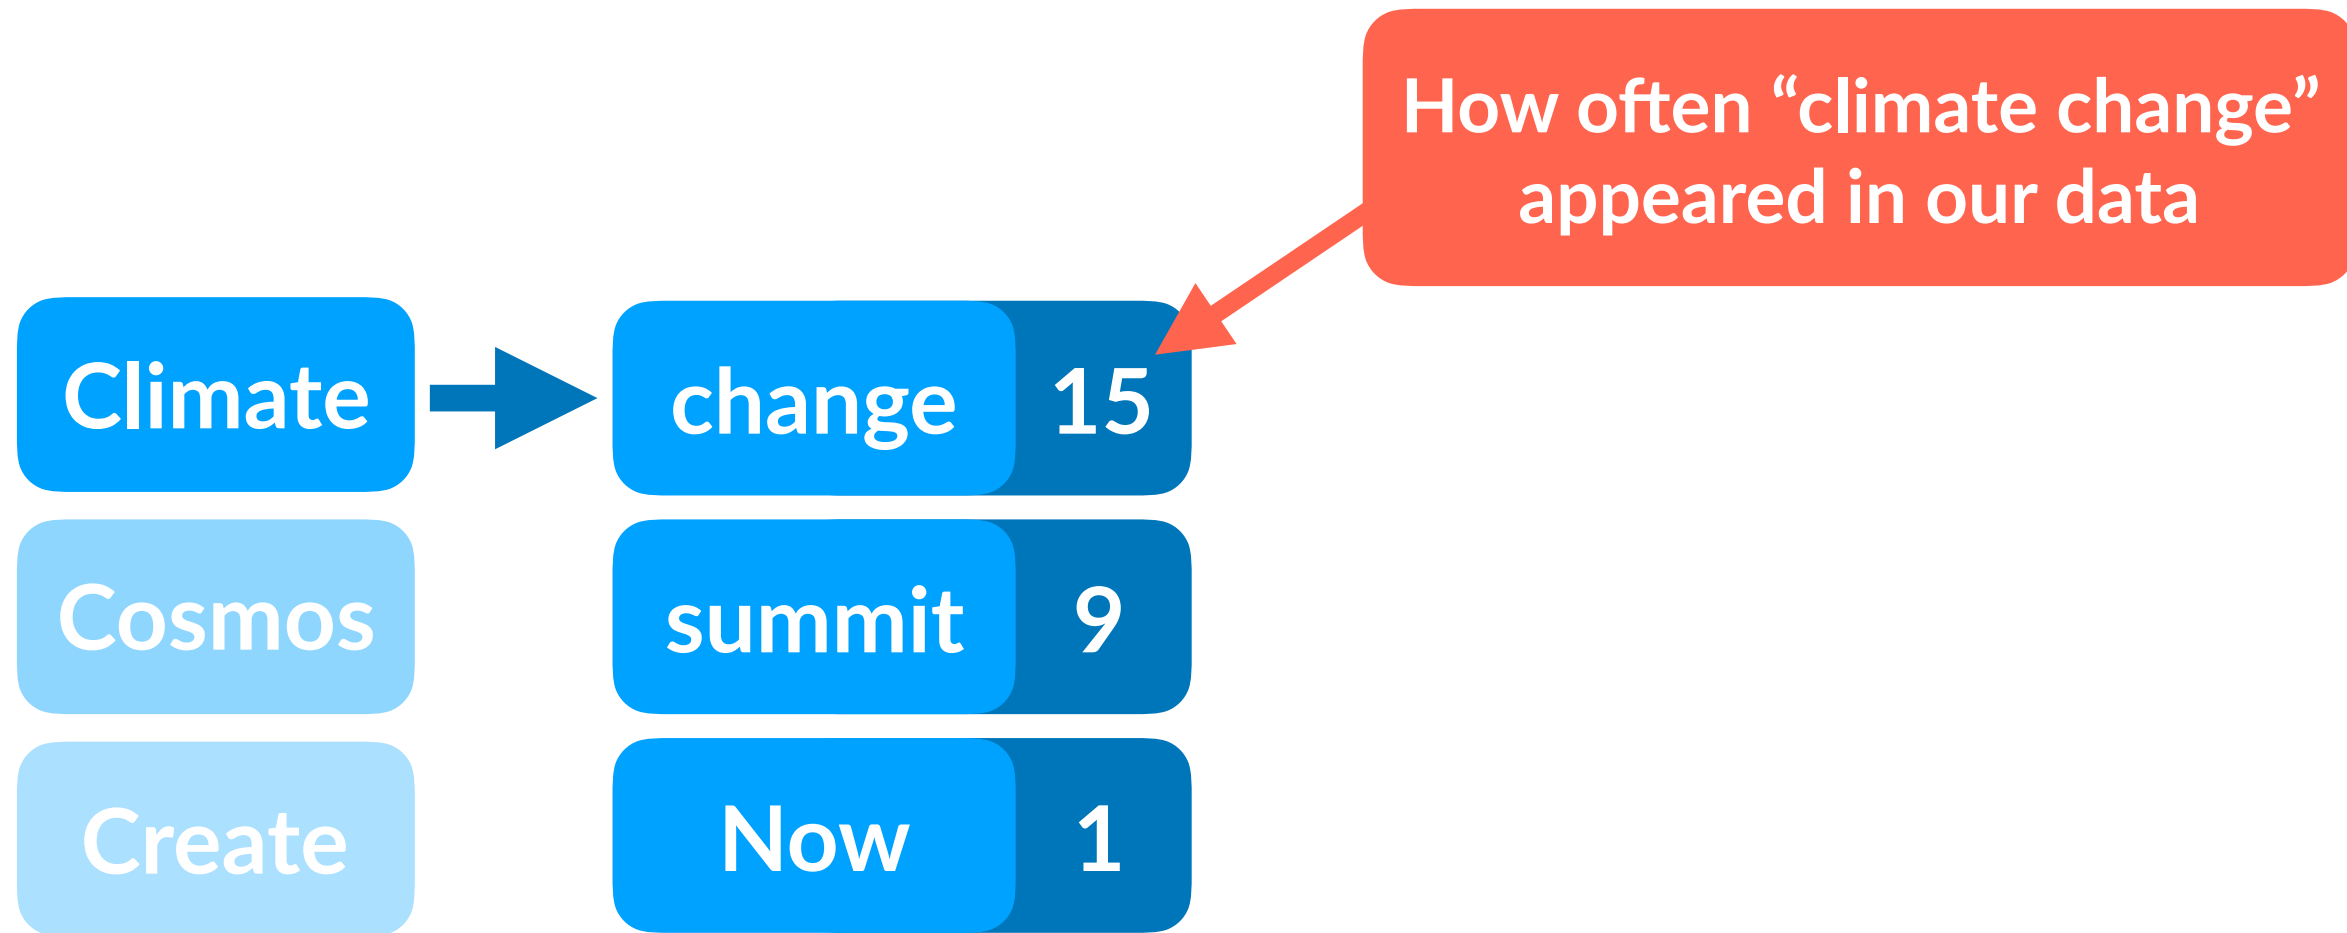 How often “climate change”
appeared in our data
Climate
change 15
Cosmos
summit 9
Create
Now 1